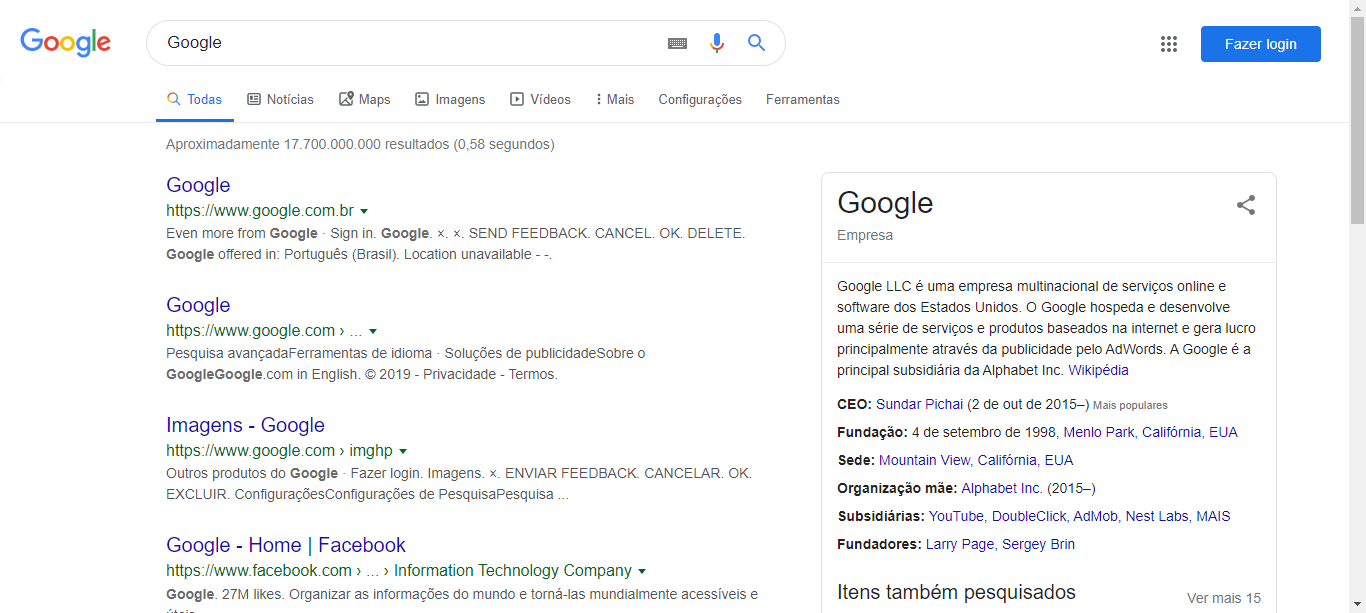 Google
Google
Fazer login
Todas
Notícias
Maps
Imagens
Vídeos
Mais
Configurações
Ferramentas
Aproximadamente 17.700.000.000 resultados (0,58 segundos)
Google
https://www.google.com.br
Even more from Google · Sign in. Google. ×. ×. SEND FEEDBACK. CANCEL. OK. DELETE.
Google offered in: Português (Brasil). Location unavailable - -.
Google
https://www.google.com › ...
Pesquisa avançadaFerramentas de idioma · Soluções de publicidadeSobre o
GoogleGoogle.com in English. © 2019 - Privacidade - Termos.
Imagens - Google
https://www.google.com › imghp
Outros produtos do Google · Fazer login. Imagens. ×. ENVIAR FEEDBACK. CANCELAR. OK.
EXCLUIR. ConfiguraçõesConfigurações de PesquisaPesquisa ...
Google - Home | Facebook
https://www.facebook.com › ... › Information Technology Company
Google. 27M likes. Organizar as informações do mundo e torná-las mundialmente acessíveis e
Google
Empresa
Google LLC é uma empresa multinacional de serviços online e
software dos Estados Unidos. O Google hospeda e desenvolve
uma série de serviços e produtos baseados na internet e gera lucro
principalmente através da publicidade pelo AdWords. A Google é a
principal subsidiária da Alphabet Inc. Wikipédia
CEO: Sundar Pichai (2 de out de 2015–) Mais populares
Fundação: 4 de setembro de 1998, Menlo Park, Califórnia, EUA
Sede: Mountain View, Califórnia, EUA
Organização mãe: Alphabet Inc. (2015–)
Subsidiárias: YouTube, DoubleClick, AdMob, Nest Labs, MAIS
Fundadores: Larry Page, Sergey Brin
Itens também pesquisados
Ver mais 15